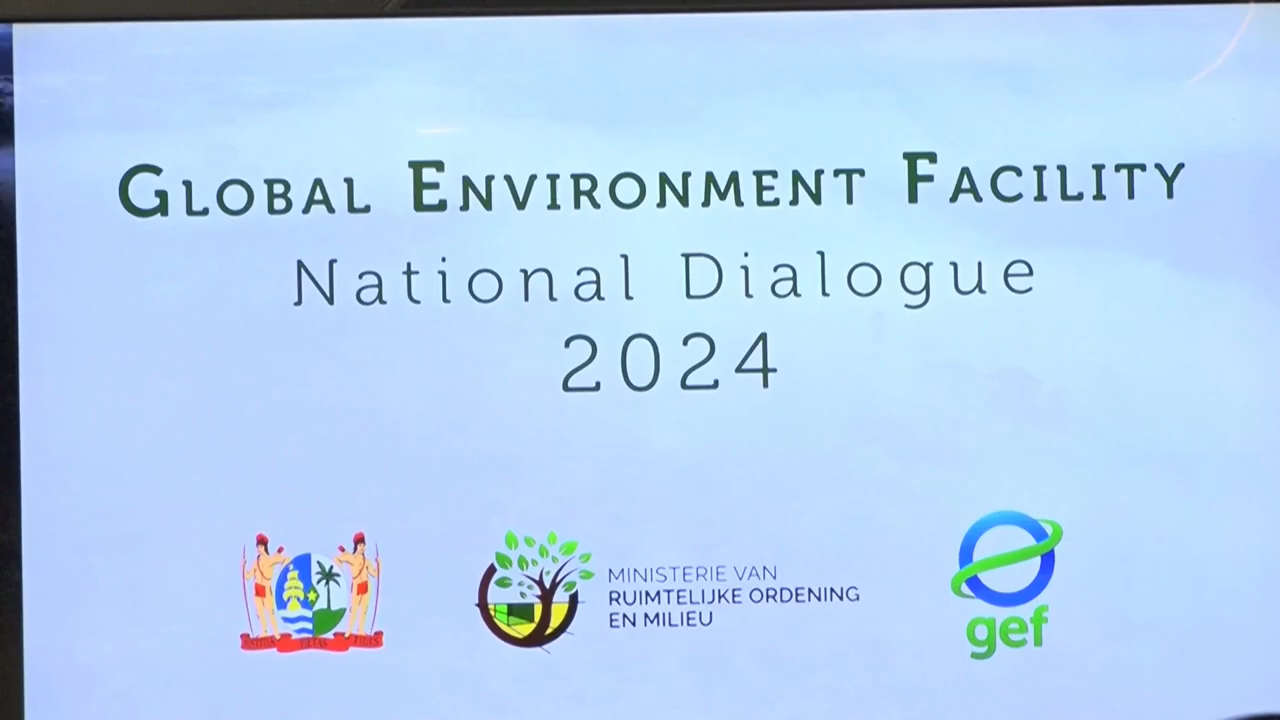 GLOBAL ENVIRONMENT FACILITY
National Dialogue
2024
MINISTERIE VAN
RUIMTELIJKE ORDENING
EN MILIEU
gef